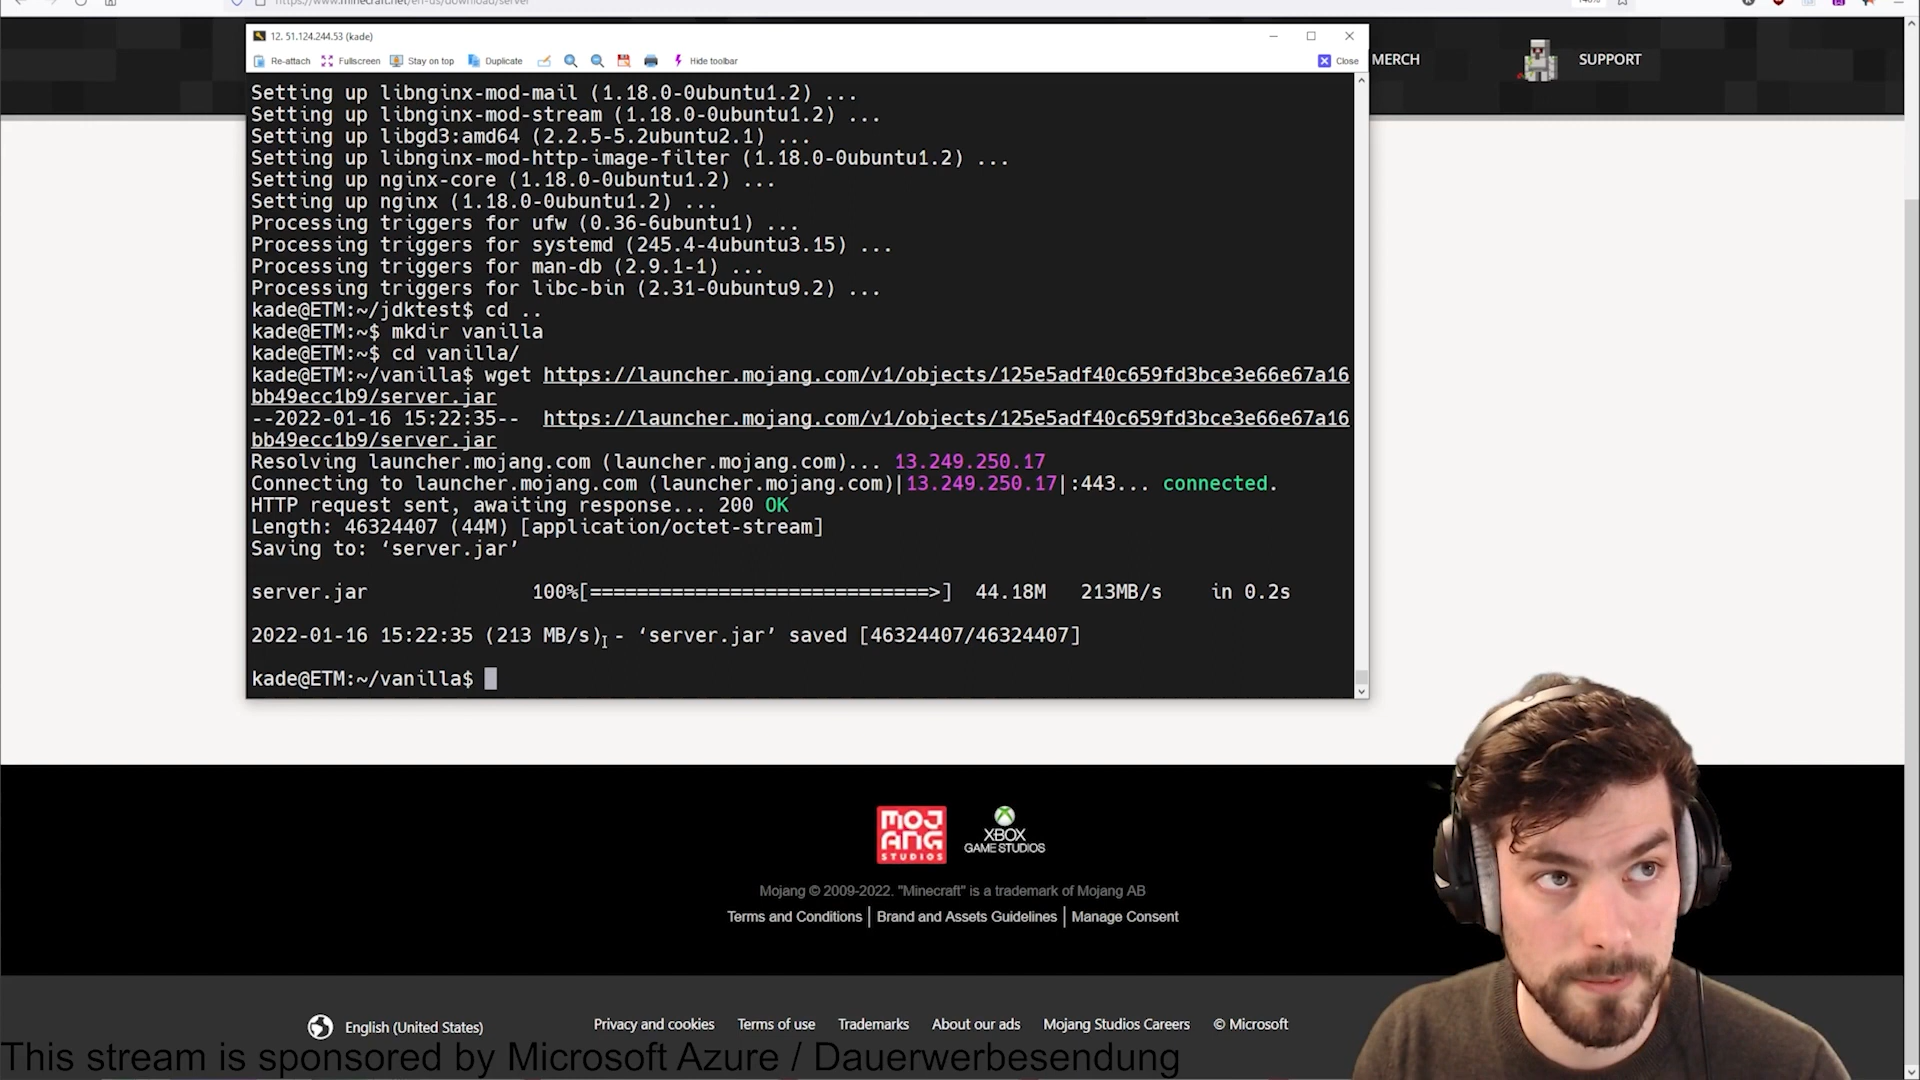 https://www.minecraft.net/en-us/download/server
12. 51.124.244.53 (kade)
Re-attach Fullscreen Stay on top Duplicate Hide toolbar Close
MERCH SUPPORT
Setting up libnginx-mod-mail (1.18.0-0ubuntu1.2) ...
Setting up libnginx-mod-stream (1.18.0-0ubuntu1.2) ...
Setting up libgd3:amd64 (2.2.5-5.2ubuntu2.1) ...
Setting up libnginx-mod-http-image-filter (1.18.0-0ubuntu1.2) ...
Setting up nginx-core (1.18.0-0ubuntu1.2) ...
Setting up nginx (1.18.0-0ubuntu1.2) ...
Processing triggers for ufw (0.36-6ubuntu1) ...
Processing triggers for systemd (245.4-4ubuntu3.15) ...
Processing triggers for man-db (2.9.1-1) ...
Processing triggers for libc-bin (2.31-0ubuntu9.2) ...
kade@ETM:~/jdktest$ cd ..
kade@ETM:~$ mkdir vanilla
kade@ETM:~$ cd vanilla/
kade@ETM:~/vanilla$ wget https://launcher.mojang.com/v1/objects/125e5adf40c659fd3bce3e66e67a16
bb49ecc1b9/server.jar
--2022-01-16 15:22:35-- https://launcher.mojang.com/v1/objects/125e5adf40c659fd3bce3e66e67a16
bb49ecc1b9/server.jar
Resolving launcher.mojang.com (launcher.mojang.com)... 13.249.250.17
Connecting to launcher.mojang.com (launcher.mojang.com)|13.249.250.17|:443... connected.
HTTP request sent, awaiting response... 200 OK
Length: 46324407 (44M) [application/octet-stream]
Saving to: ‘server.jar’
server.jar 100%[=============================>] 44.18M 213MB/s in 0.2s
2022-01-16 15:22:35 (213 MB/s) - ‘server.jar’ saved [46324407/46324407]
kade@ETM:~/vanilla$
MOJ
ANG
STUDIOS
XBOX
GAME STUDIOS
Mojang © 2009-2022. "Minecraft" is a trademark of Mojang AB
Terms and Conditions | Brand and Assets Guidelines | Manage Consent
English (United States) Privacy and cookies Terms of use Trademarks About our ads Mojang Studios Careers © Microsoft
This stream is sponsored by Microsoft Azure / Dauerwerbesendung